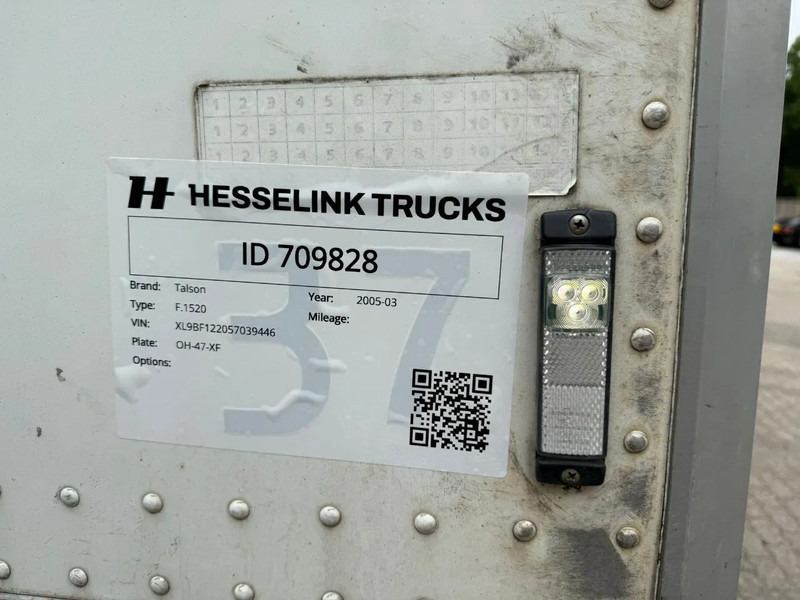 1 2 3 4 5 6 7 8 9 10 11 12
1 2 3 4 5 6 7 8 9 10 11 12
1 2 3 4 5 6 7 8 9 10 11 12
H HESSELINK TRUCKS
ID 709828
37
Brand: Talson Year: 2005-03
Type: F.1520 Mileage:
VIN: XL9BF122057039446
Plate: OH-47-XF
Options: